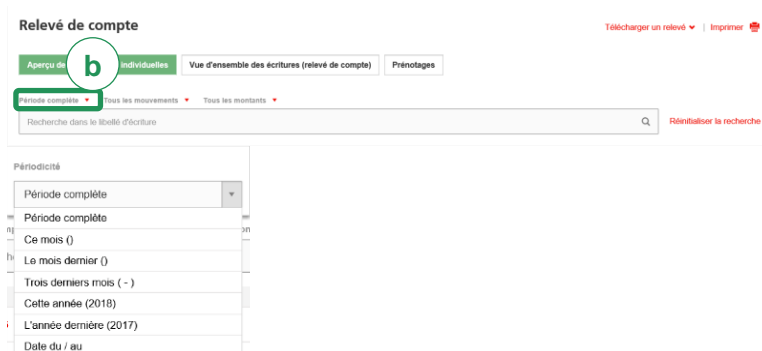 Relevé de compte
Télécharger un relevé | Imprimer
Aperçu de individuelles Vue d'ensemble des écritures (relevé de compte) Prénotages
b
Période complète Tous les mouvements Tous les montants
Recherche dans le libellé d'écriture Réinitialiser la recherche
Périodicité
Période complète
Période complète
Ce mois ()
Le mois dernier ()
Trois derniers mois ( - )
Cette année (2018)
L'année dernière (2017)
Date du / au